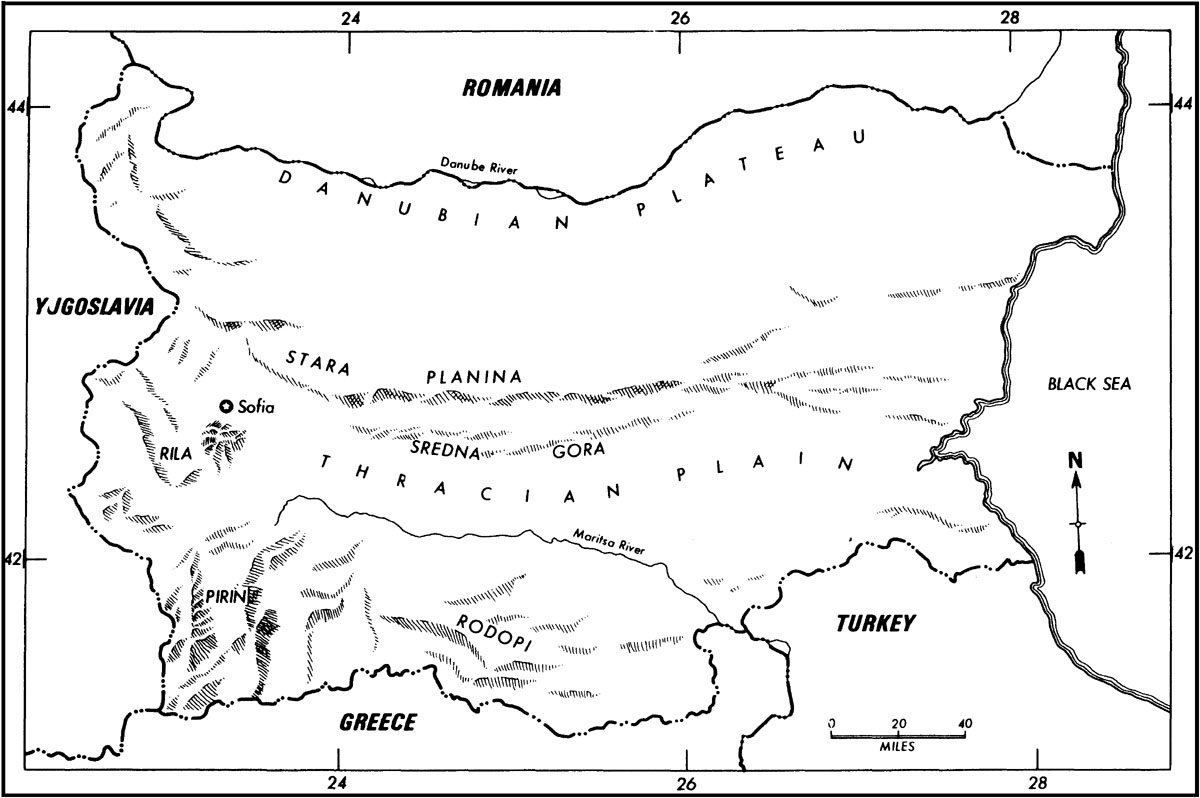 24 26 28
ROMANIA
44 44
Danube River
DANUBIAN PLATEAU
YJGOSLAVIA
STARA PLANINA
BLACK SEA
Sofia
SREDNA GORA
RILA
THRACIAN PLAIN
N
Maritsa River
42 42
PIRIN
RODOPI
TURKEY
GREECE
0 20 40
MILES
24 26 28